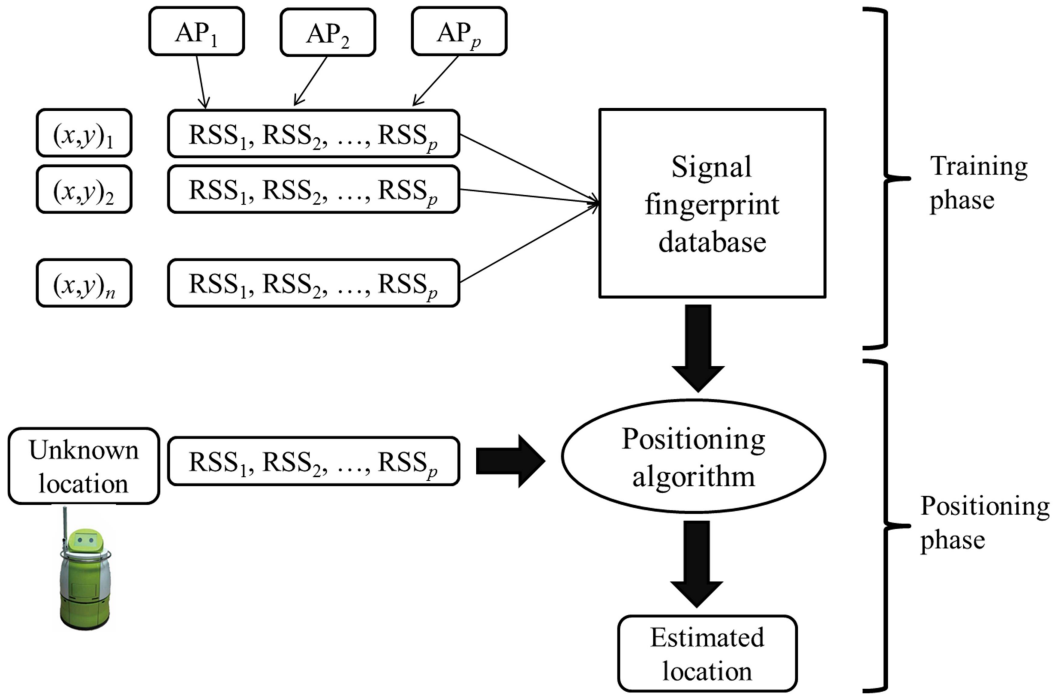 AP₁ AP₂ APₚ
(x,y)₁ RSS₁, RSS₂, …, RSSₚ
(x,y)₂ RSS₁, RSS₂, …, RSSₚ
(x,y)ₙ RSS₁, RSS₂, …, RSSₚ
Signal
fingerprint
database
Training
phase
Unknown
location
RSS₁, RSS₂, …, RSSₚ
Positioning
algorithm
Estimated
location
Positioning
phase